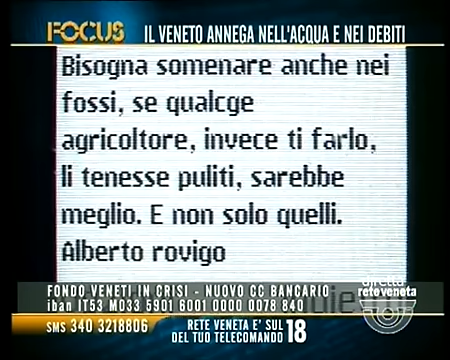 FOCUS
IL VENETO ANNEGA NELL'ACQUA E NEI DEBITI
Bisogna somenare anche nei
fossi, se qualcge
agricoltore, invece ti farlo,
li tenesse puliti, sarebbe
meglio. E non solo quelli.
Alberto rovigo
FONDO VENETI IN CRISI - NUOVO CC BANCARIO
iban IT53 M033 5901 6001 0000 0078 840
diretta
reteveneta
SMS 340 3218806
RETE VENETA E' SUL
DEL TUO TELECOMANDO 18